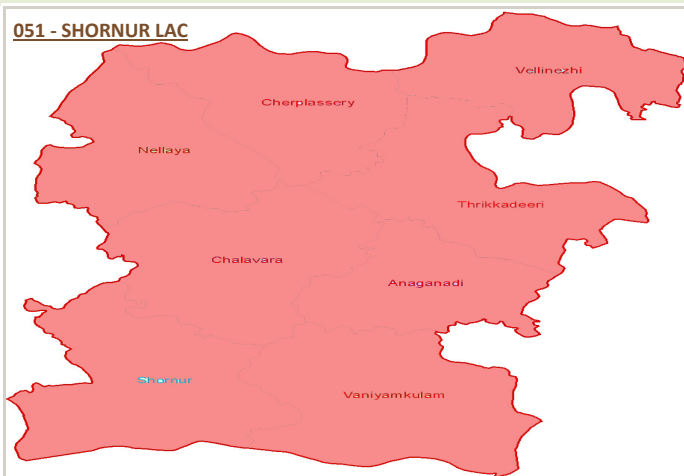 051 - SHORNUR LAC
Vellinezhi
Cherplassery
Nellaya
Thrikkadeeri
Chalavara
Anaganadi
Shornur
Vaniyamkulam